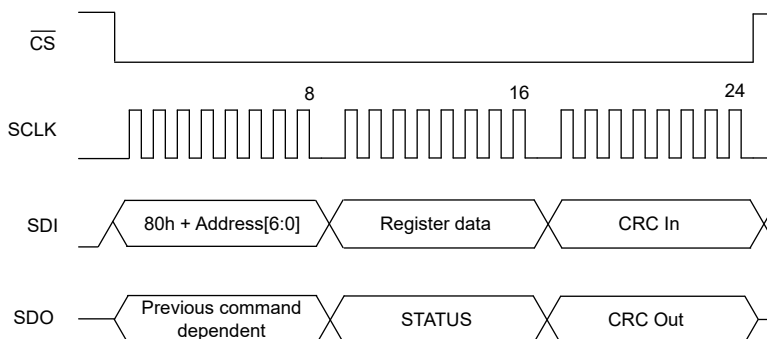 CS
8
16
24
SCLK
SDI
80h + Address[6:0]
Register data
CRC In
SDO
Previous command
dependent
STATUS
CRC Out